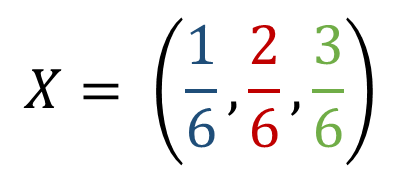 X = (1/6, 2/6, 3/6)